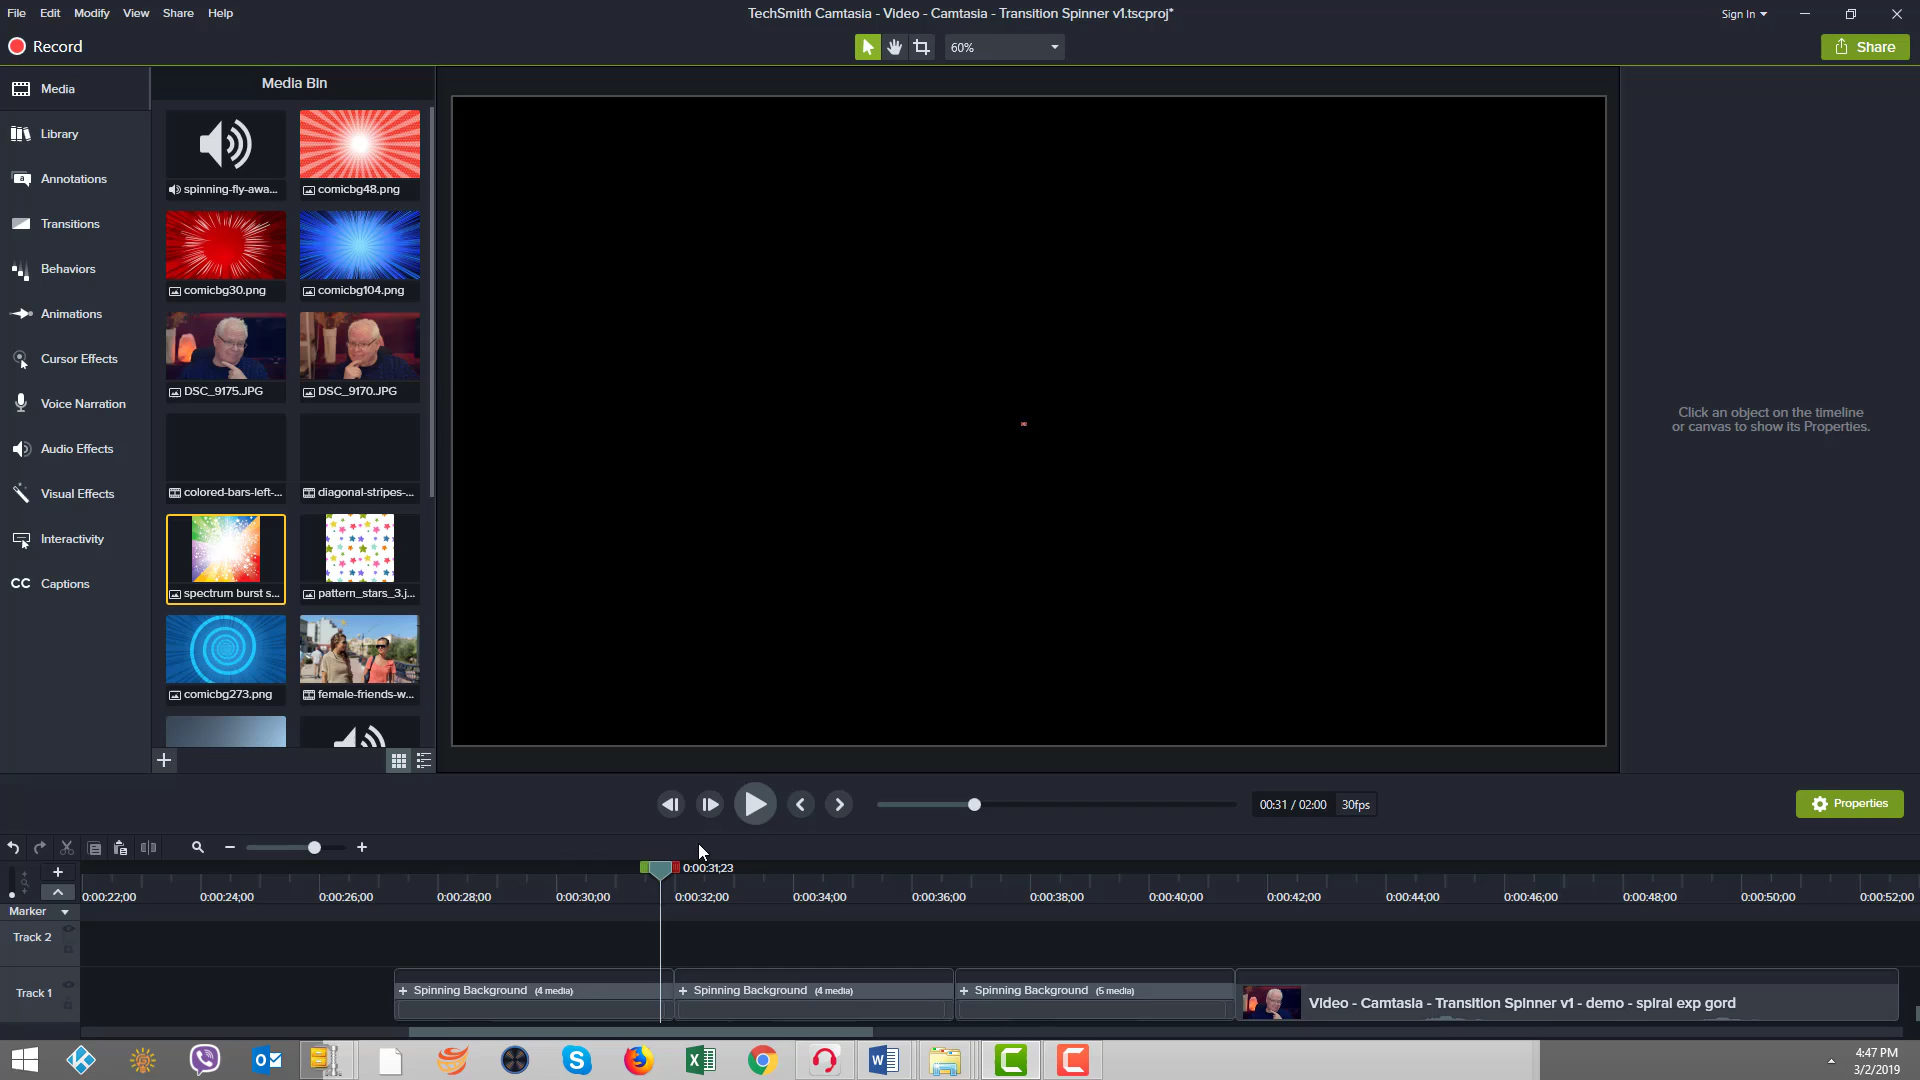 File Edit Modify View Share Help
TechSmith Camtasia - Video - Camtasia - Transition Spinner v1.tscproj*
Sign In
Record
60%
Share
Media
Library
Annotations
Transitions
Behaviors
Animations
Cursor Effects
Voice Narration
Audio Effects
Visual Effects
Interactivity
CC Captions
Media Bin
spinning-fly-awa... comicbg48.png
comicbg30.png comicbg104.png
DSC_9175.JPG DSC_9170.JPG
colored-bars-left-... diagonal-stripes-...
spectrum burst s... pattern_stars_3.j...
comicbg273.png female-friends-w...
Click an object on the timeline
or canvas to show its Properties.
00:31 / 02:00 30fps
Properties
0:00:31;23
0:00:22;00 0:00:24;00 0:00:26;00 0:00:28;00 0:00:30;00 0:00:32;00 0:00:34;00 0:00:36;00 0:00:38;00 0:00:40;00 0:00:42;00 0:00:44;00 0:00:46;00 0:00:48;00 0:00:50;00 0:00:52;00
Marker
Track 2
Track 1
+ Spinning Background (4 media) + Spinning Background (4 media) + Spinning Background (5 media)
Video - Camtasia - Transition Spinner v1 - demo - spiral exp gord
4:47 PM
3/2/2019